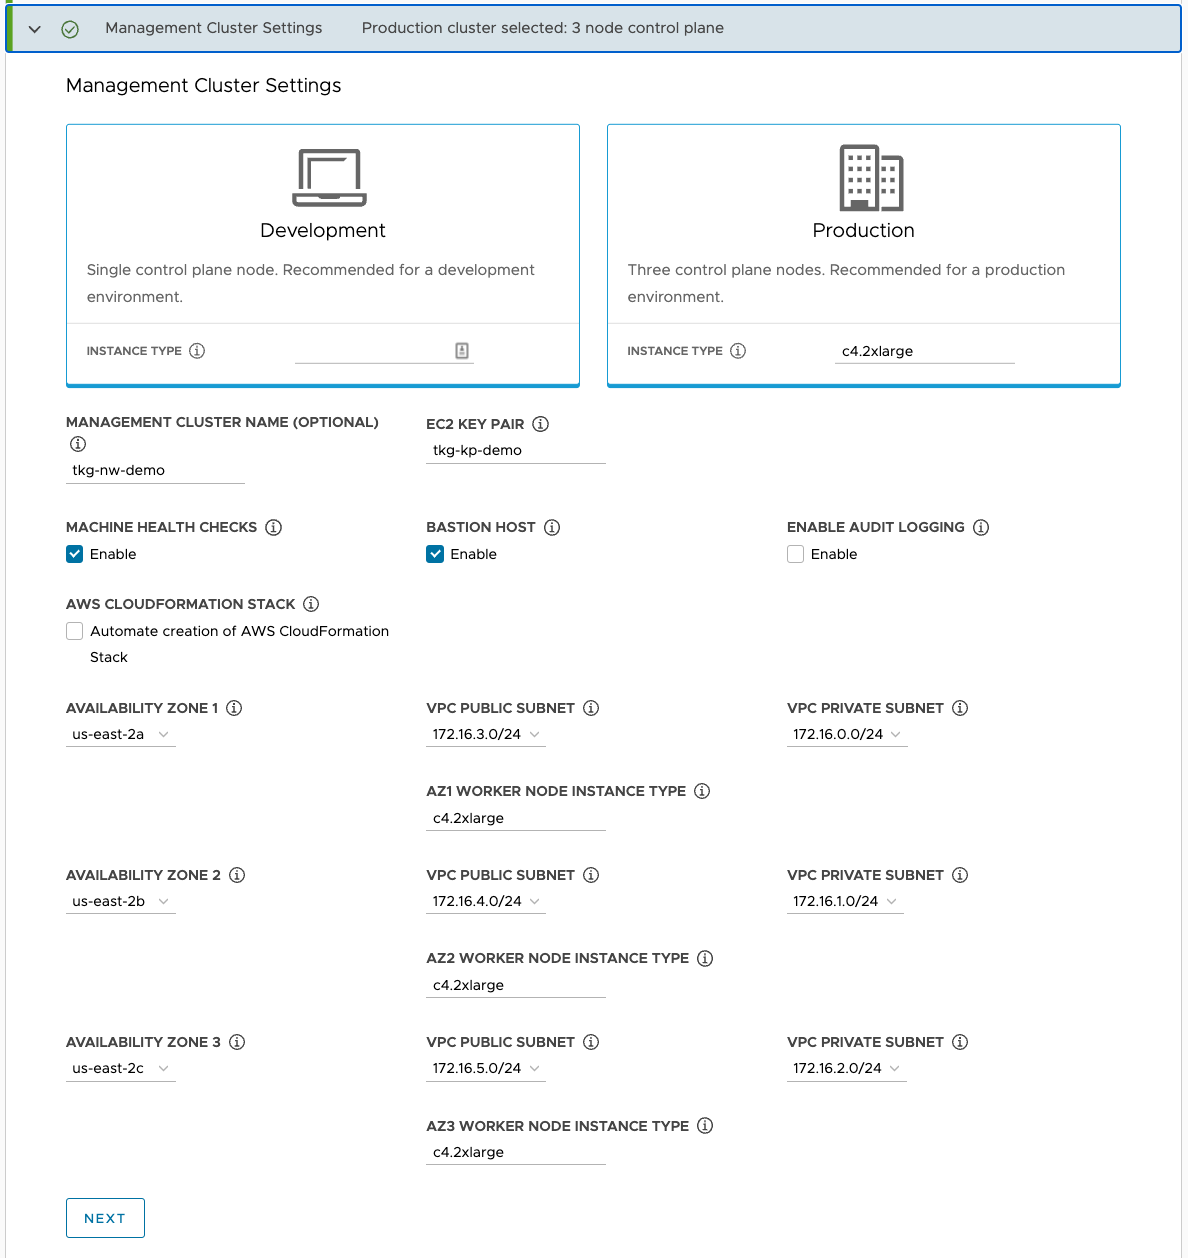 Management Cluster Settings Production cluster selected: 3 node control plane
Management Cluster Settings
Development
Single control plane node. Recommended for a development
environment.
INSTANCE TYPE
Production
Three control plane nodes. Recommended for a production
environment.
INSTANCE TYPE c4.2xlarge
MANAGEMENT CLUSTER NAME (OPTIONAL)
tkg-nw-demo
EC2 KEY PAIR
tkg-kp-demo
MACHINE HEALTH CHECKS
Enable
BASTION HOST
Enable
ENABLE AUDIT LOGGING
Enable
AWS CLOUDFORMATION STACK
Automate creation of AWS CloudFormation
Stack
AVAILABILITY ZONE 1
us-east-2a
VPC PUBLIC SUBNET
172.16.3.0/24
VPC PRIVATE SUBNET
172.16.0.0/24
AZ1 WORKER NODE INSTANCE TYPE
c4.2xlarge
AVAILABILITY ZONE 2
us-east-2b
VPC PUBLIC SUBNET
172.16.4.0/24
VPC PRIVATE SUBNET
172.16.1.0/24
AZ2 WORKER NODE INSTANCE TYPE
c4.2xlarge
AVAILABILITY ZONE 3
us-east-2c
VPC PUBLIC SUBNET
172.16.5.0/24
VPC PRIVATE SUBNET
172.16.2.0/24
AZ3 WORKER NODE INSTANCE TYPE
c4.2xlarge
NEXT